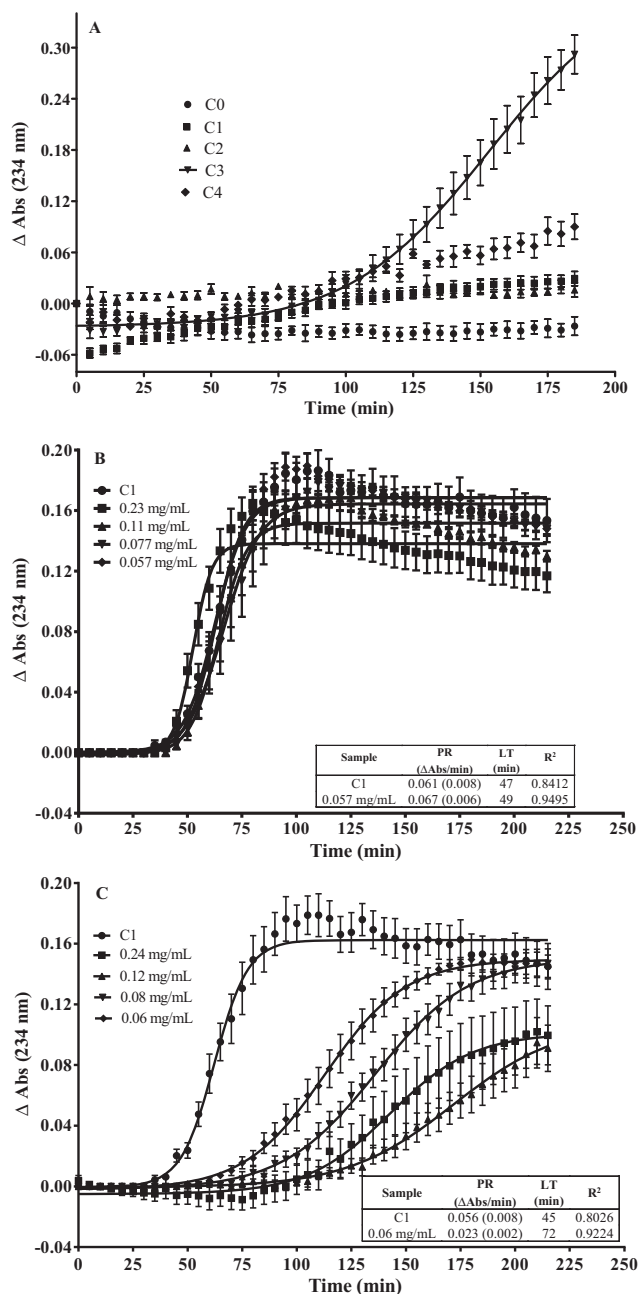 A
0.30
0.24
0.18
0.12
0.06
0.00
-0.06
Δ Abs (234 nm)
C0
C1
C2
C3
C4
0 25 50 75 100 125 150 175 200
Time (min)
B
0.20
0.16
0.12
0.08
0.04
0.00
-0.04
Δ Abs (234 nm)
C1
0.23 mg/mL
0.11 mg/mL
0.077 mg/mL
0.057 mg/mL
Sample PR (ΔAbs/min) LT (min) R²
C1 0.061 (0.008) 47 0.8412
0.057 mg/mL 0.067 (0.006) 49 0.9495
0 25 50 75 100 125 150 175 200 225 250
Time (min)
C
0.20
0.16
0.12
0.08
0.04
0.00
-0.04
Δ Abs (234 nm)
C1
0.24 mg/mL
0.12 mg/mL
0.08 mg/mL
0.06 mg/mL
Sample PR (ΔAbs/min) LT (min) R²
C1 0.056 (0.008) 45 0.8026
0.06 mg/mL 0.023 (0.002) 72 0.9224
0 25 50 75 100 125 150 175 200 225 250
Time (min)